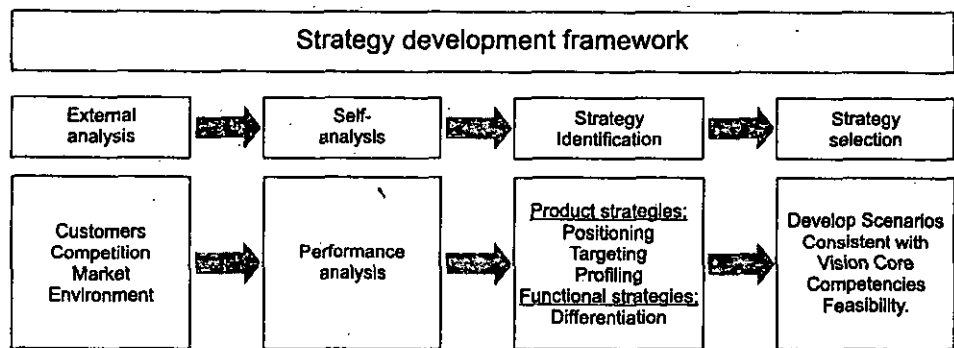 Strategy development framework
External
analysis
Self-
analysis
Strategy
Identification
Strategy
selection
Customers
Competition
Market
Environment
Performance
analysis
Product strategies:
Positioning
Targeting
Profiling
Functional strategies:
Differentiation
Develop Scenarios
Consistent with
Vision Core
Competencies
Feasibility.